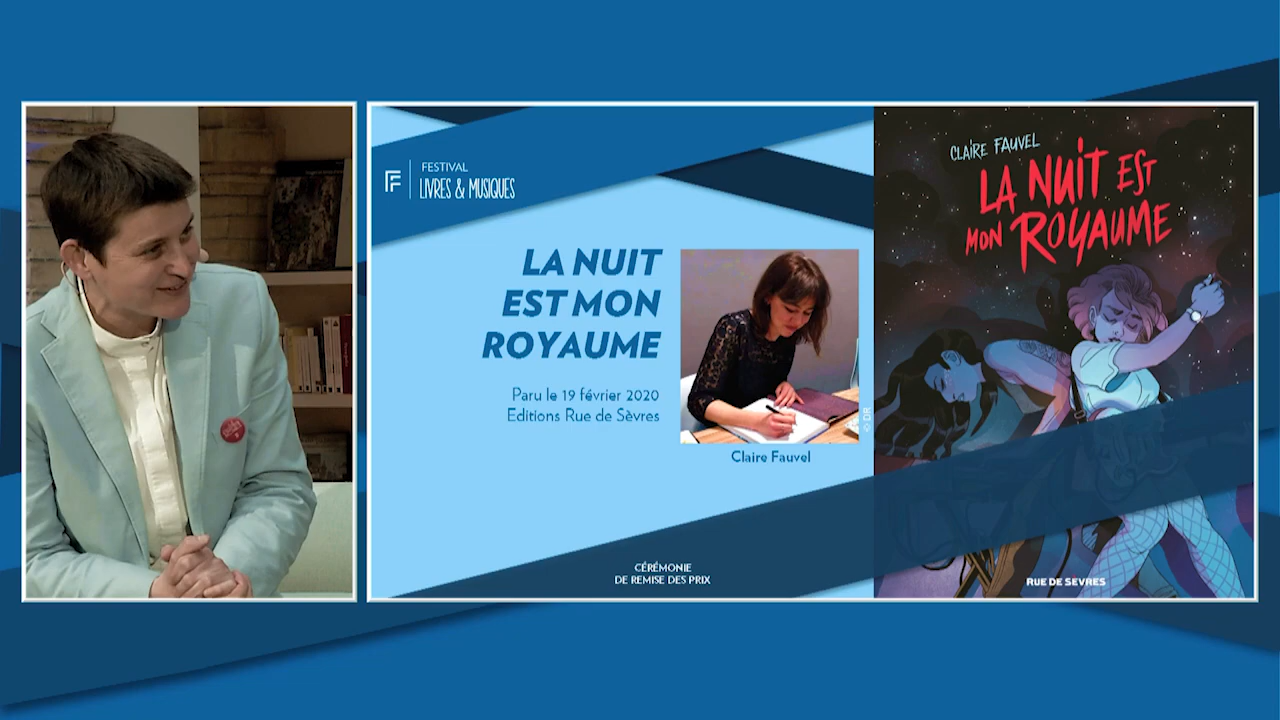 FESTIVAL
LIVRES & MUSIQUES
LA NUIT
EST MON
ROYAUME
Paru le 19 février 2020
Editions Rue de Sèvres
© DR
Claire Fauvel
CÉRÉMONIE
DE REMISE DES PRIX
CLAIRE FAUVEL
LA NUIT EST
MON ROYAUME
RUE DE SEVRES